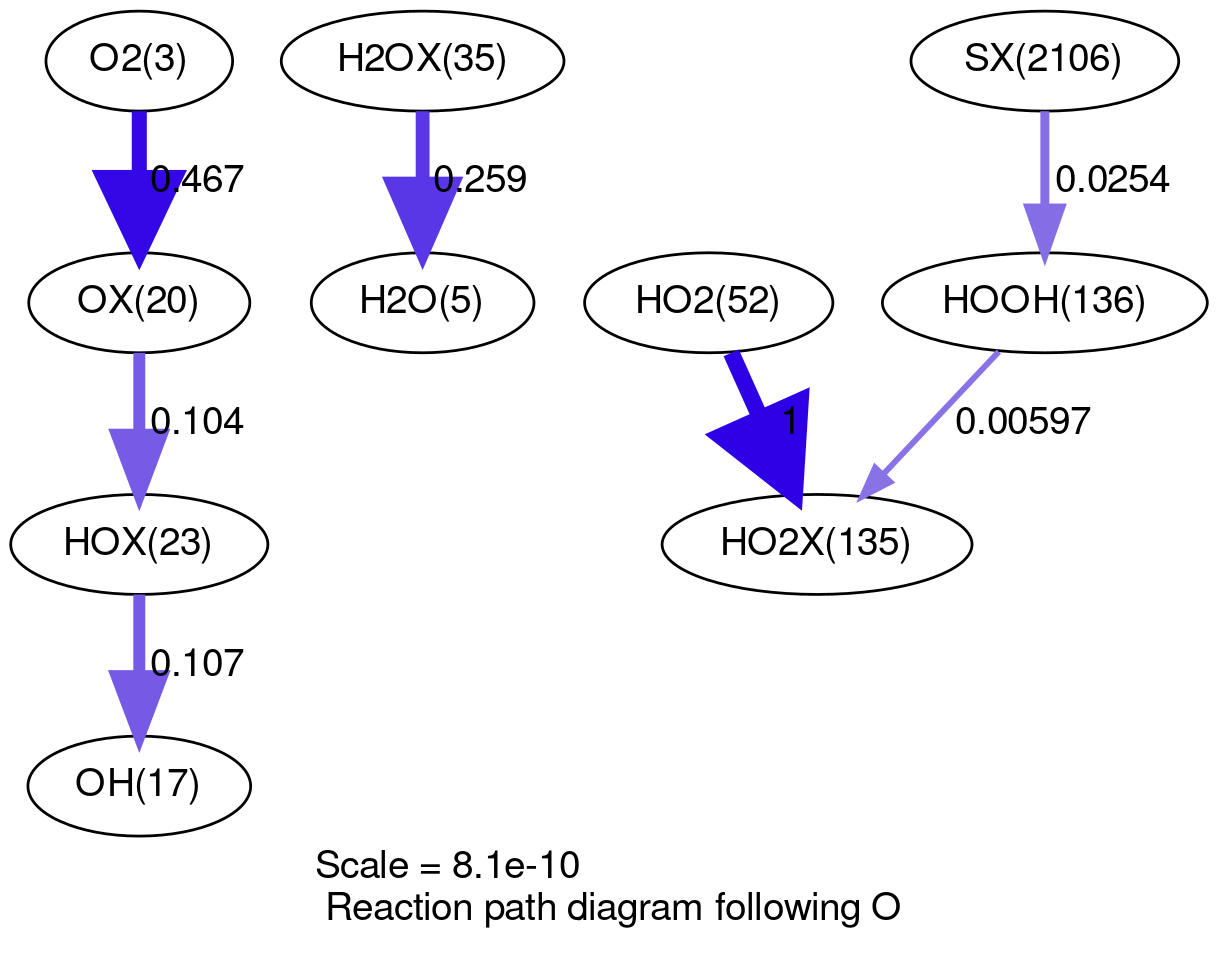 O2(3)
H2OX(35)
SX(2106)
0.467
0.259
0.0254
OX(20)
H2O(5)
HO2(52)
HOOH(136)
0.104
1
0.00597
HOX(23)
HO2X(135)
0.107
OH(17)
Scale = 8.1e-10
Reaction path diagram following O